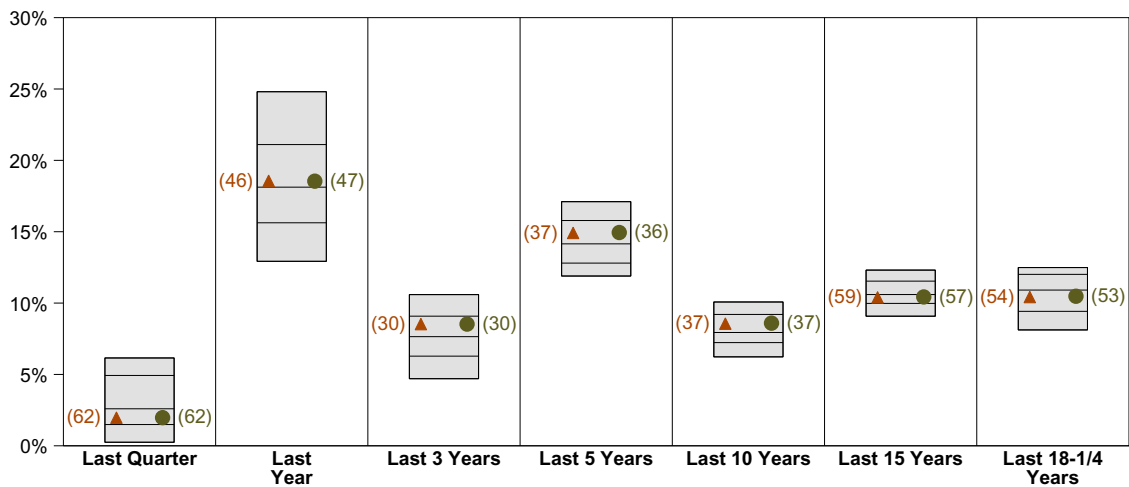 30%
25%
20%
15%
10%
5%
0%
(62) (62)
(46) (47)
(30) (30)
(37) (36)
(37) (37)
(59) (57)
(54) (53)
Last Quarter
Last
Year
Last 3 Years
Last 5 Years
Last 10 Years
Last 15 Years
Last 18-1/4
Years